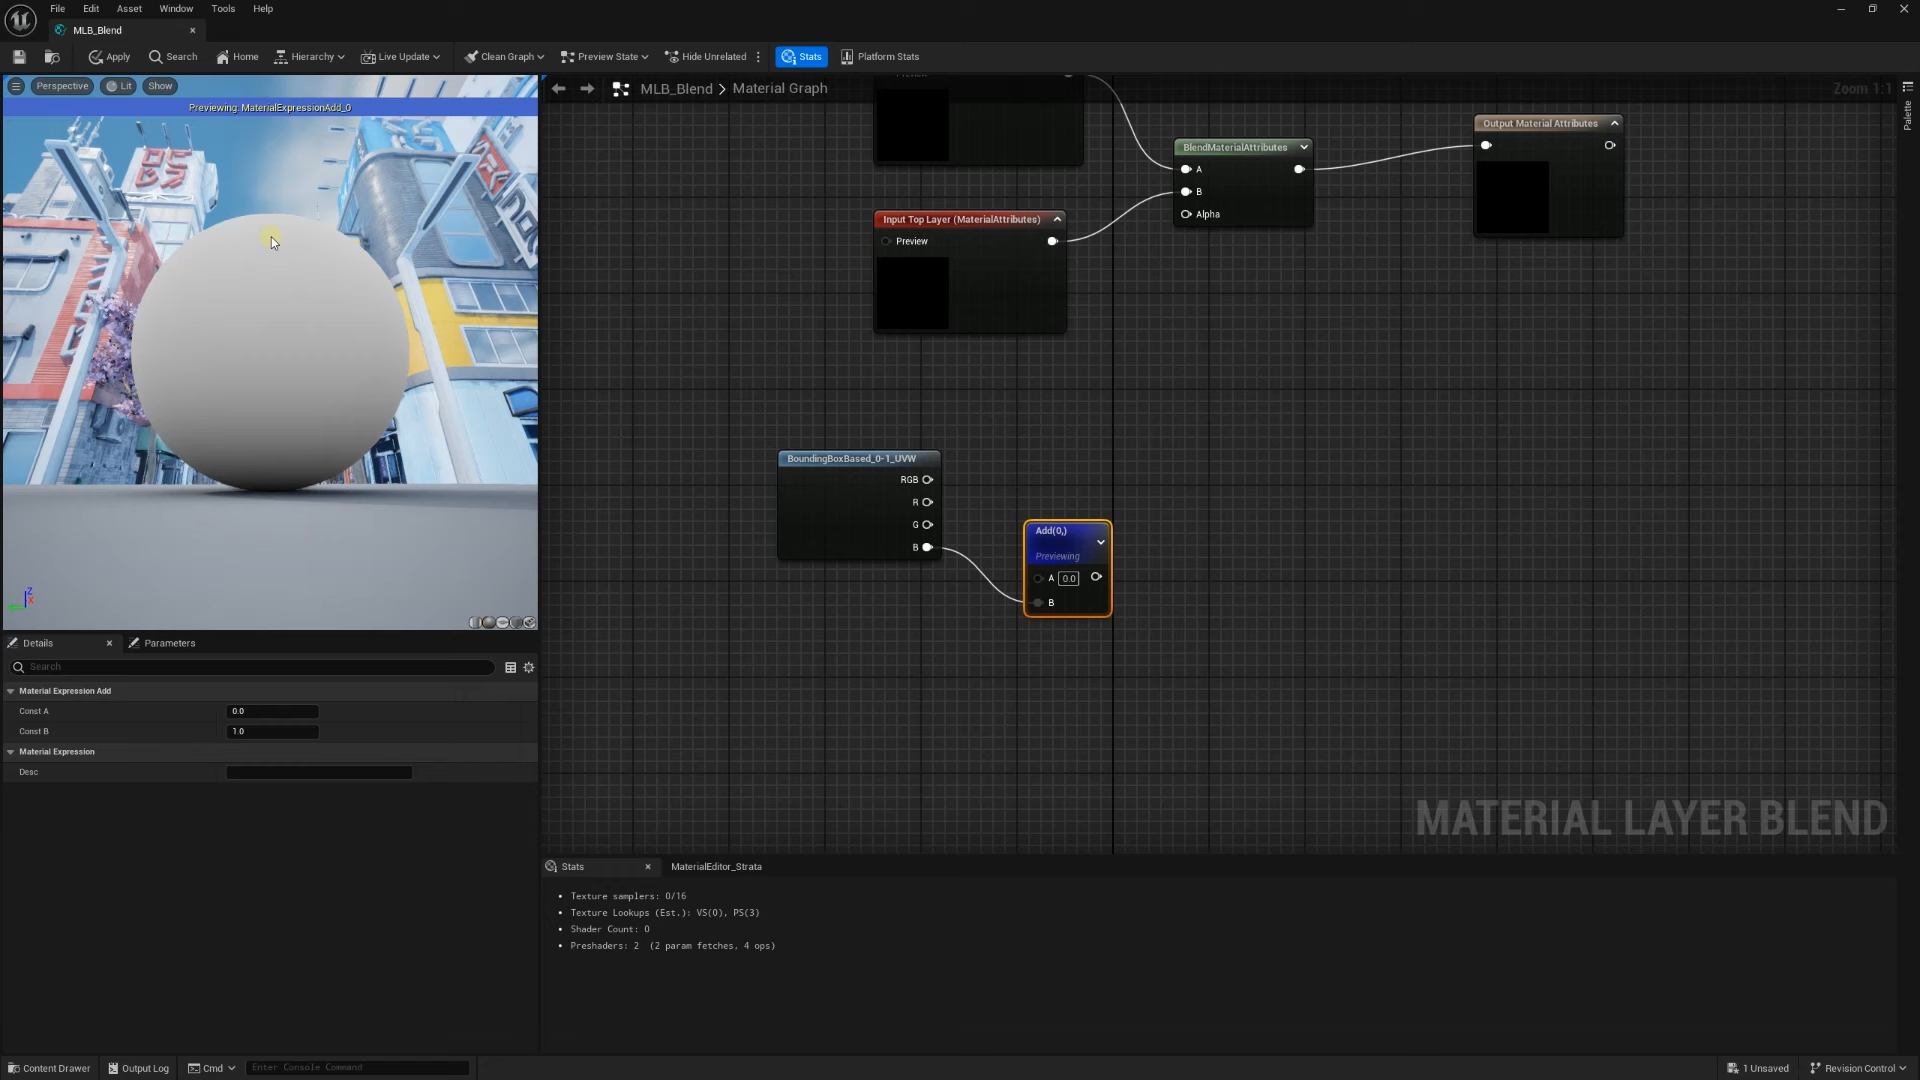 File Edit Asset Window Tools Help
MLB_Blend
Apply Search Home Hierarchy Live Update Clean Graph Preview State Hide Unrelated Stats Platform Stats
Perspective Lit Show
Previewing: MaterialExpressionAdd_0
MLB_Blend > Material Graph
Zoom 1:1
Palette
Preview
BlendMaterialAttributes
A
B
Alpha
Output Material Attributes
Input Top Layer (MaterialAttributes)
Preview
BoundingBoxBased_0-1_UVW
RGB
R
G
B
Add(0,)
Previewing
A 0.0
B
Z
X
MATERIAL LAYER BLEND
Details Parameters
Search
Material Expression Add
Const A 0.0
Const B 1.0
Material Expression
Desc
Stats MaterialEditor_Strata
Texture samplers: 0/16
Texture Lookups (Est.): VS(0), PS(3)
Shader Count: 0
Preshaders: 2 (2 param fetches, 4 ops)
Content Drawer Output Log Cmd Enter Console Command 1 Unsaved Revision Control